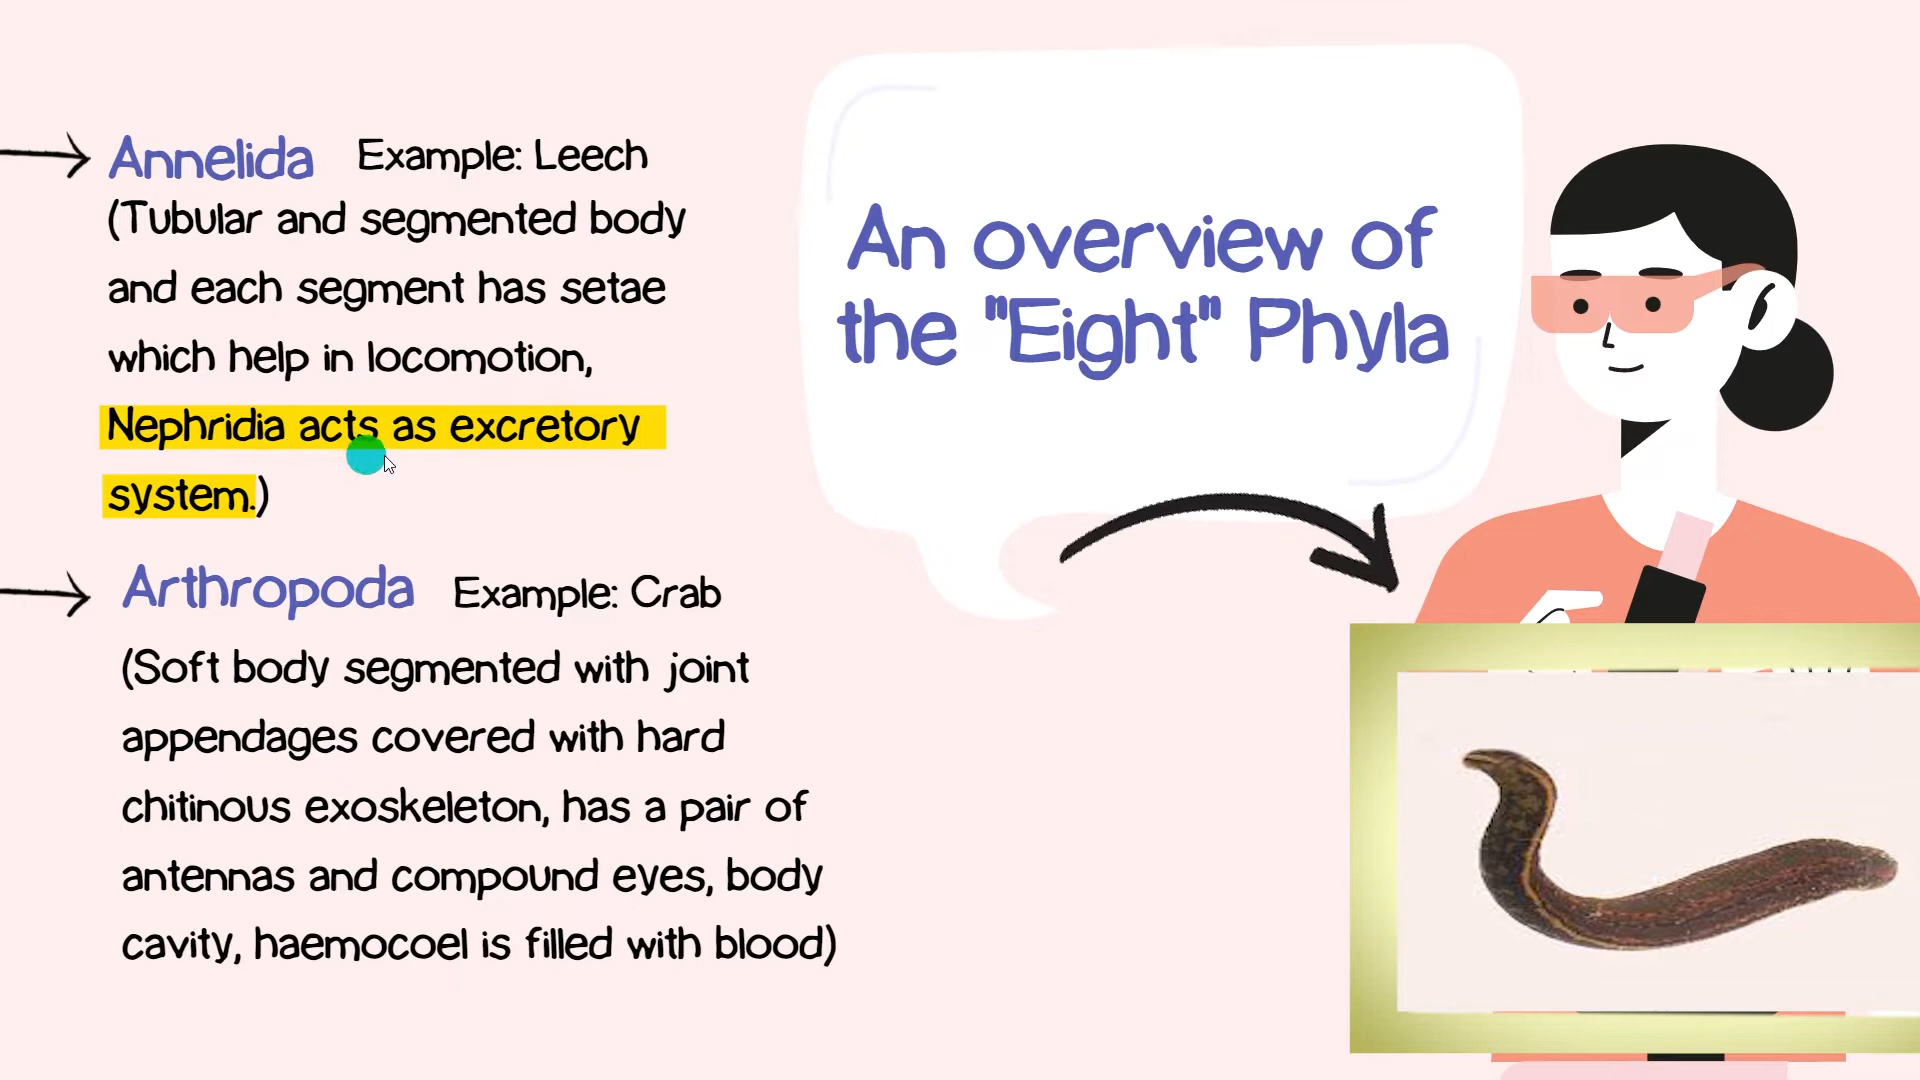 Annelida Example: Leech
(Tubular and segmented body
and each segment has setae
which help in locomotion,
Nephridia acts as excretory
system.)
Arthropoda Example: Crab
(Soft body segmented with joint
appendages covered with hard
chitinous exoskeleton, has a pair of
antennas and compound eyes, body
cavity, haemocoel is filled with blood)
An overview of
the "Eight" Phyla